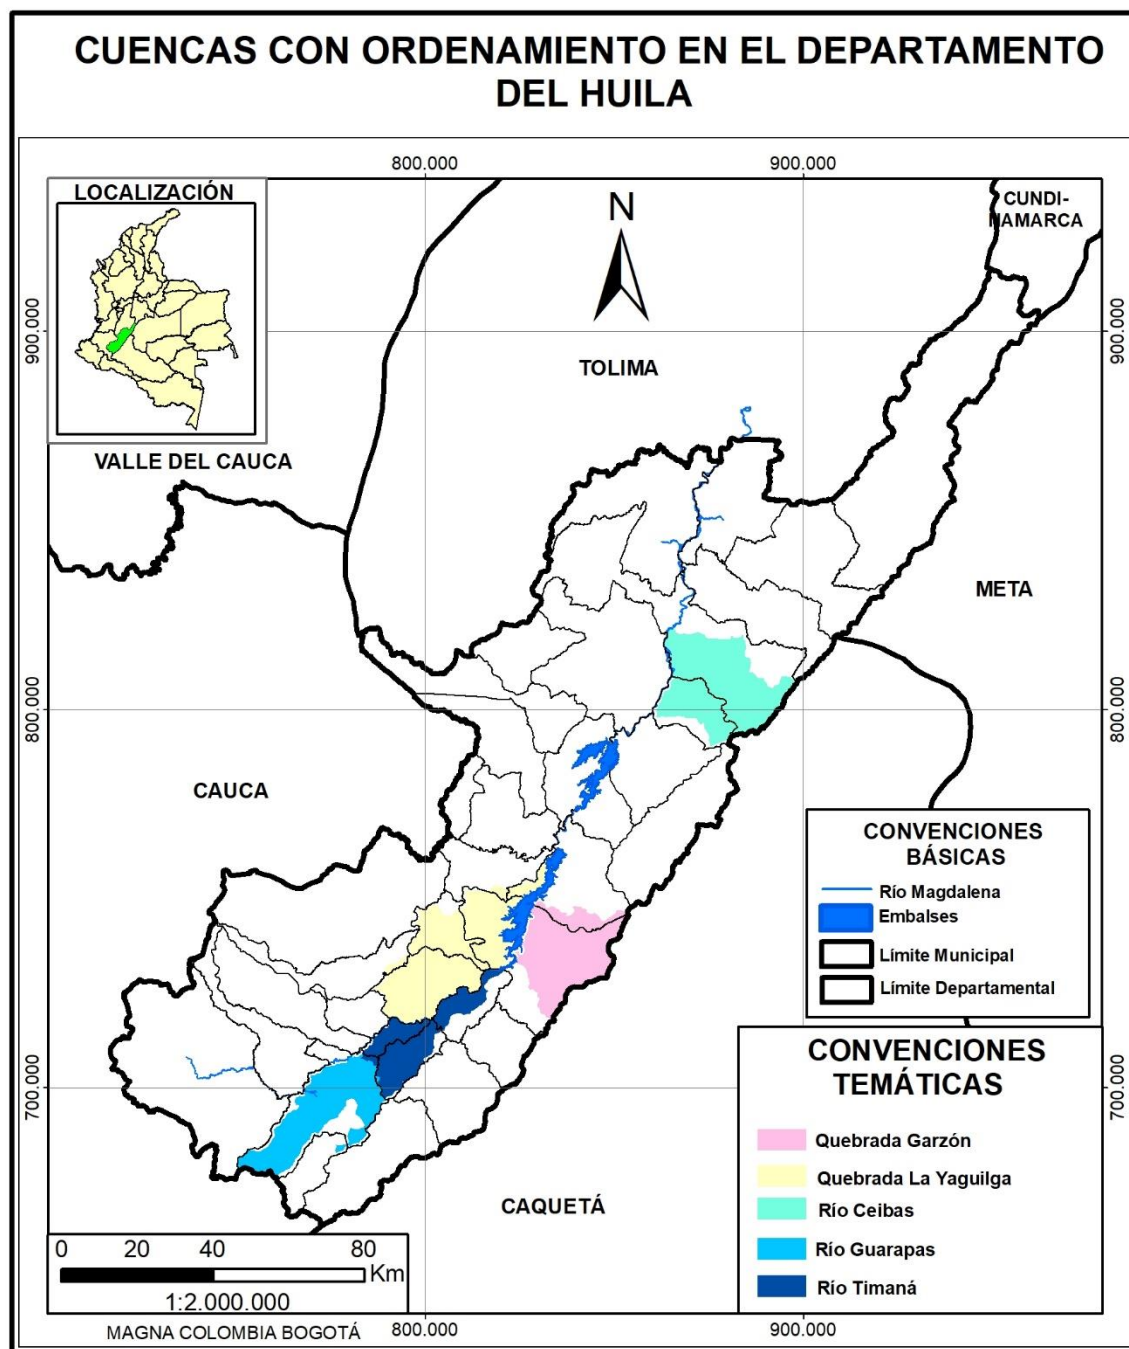 CUENCAS CON ORDENAMIENTO EN EL DEPARTAMENTO
DEL HUILA
800.000
900.000
LOCALIZACIÓN
N
CUNDI-
NAMARCA
900.000
900.000
TOLIMA
VALLE DEL CAUCA
META
800.000
800.000
CAUCA
CONVENCIONES
BÁSICAS
Río Magdalena
Embalses
Límite Municipal
Límite Departamental
700.000
700.000
CONVENCIONES
TEMÁTICAS
Quebrada Garzón
Quebrada La Yaguilga
Río Ceibas
Río Guarapas
Río Timaná
CAQUETÁ
0 20 40 80
Km
1:2.000.000
MAGNA COLOMBIA BOGOTÁ
800.000
900.000